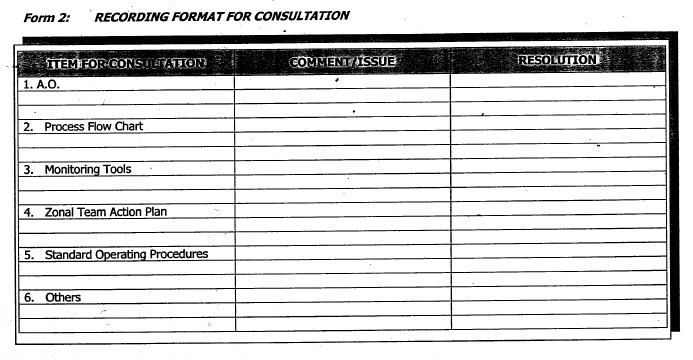 Form 2: RECORDING FORMAT FOR CONSULTATION
ITEM FOR CONSULTATION COMMENT/ISSUE RESOLUTION
1. A.O.
2. Process Flow Chart
3. Monitoring Tools
4. Zonal Team Action Plan
5. Standard Operating Procedures
6. Others